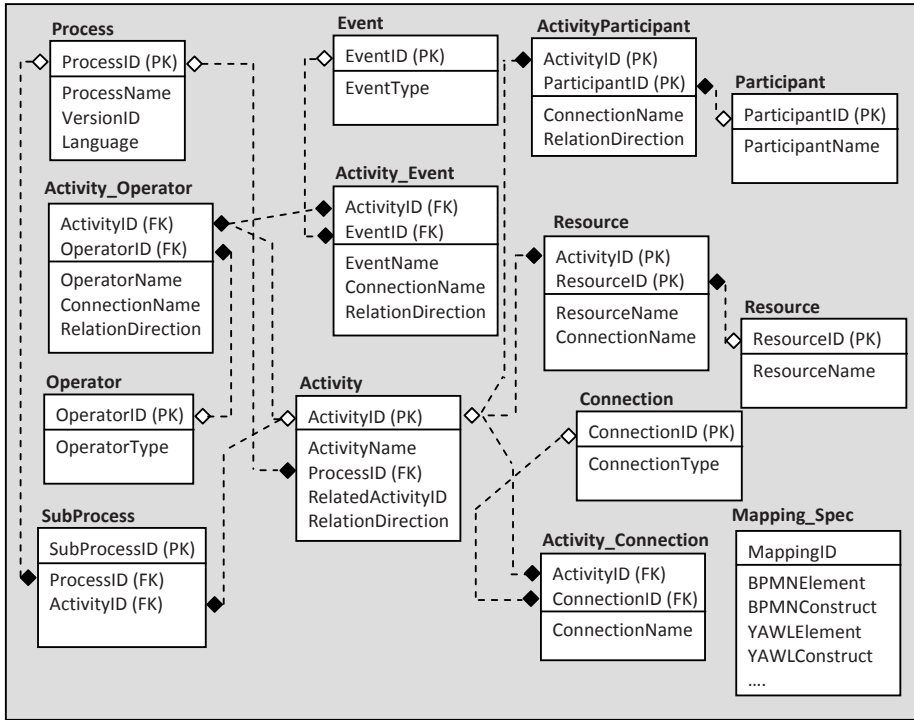 Process
ProcessID (PK)
ProcessName
VersionID
Language
Event
EventID (PK)
EventType
ActivityParticipant
ActivityID (PK)
ParticipantID (PK)
ConnectionName
RelationDirection
Participant
ParticipantID (PK)
ParticipantName
Activity_Operator
ActivityID (FK)
OperatorID (FK)
OperatorName
ConnectionName
RelationDirection
Activity_Event
ActivityID (FK)
EventID (FK)
EventName
ConnectionName
RelationDirection
Resource
ActivityID (PK)
ResourceID (PK)
ResourceName
ConnectionName
Resource
ResourceID (PK)
ResourceName
Operator
OperatorID (PK)
OperatorType
Activity
ActivityID (PK)
ActivityName
ProcessID (FK)
RelatedActivityID
RelationDirection
Connection
ConnectionID (PK)
ConnectionType
SubProcess
SubProcessID (PK)
ProcessID (FK)
ActivityID (FK)
Activity_Connection
ActivityID (FK)
ConnectionID (FK)
ConnectionName
Mapping_Spec
MappingID
BPMNElement
BPMNConstruct
YAWLElement
YAWLConstruct
....